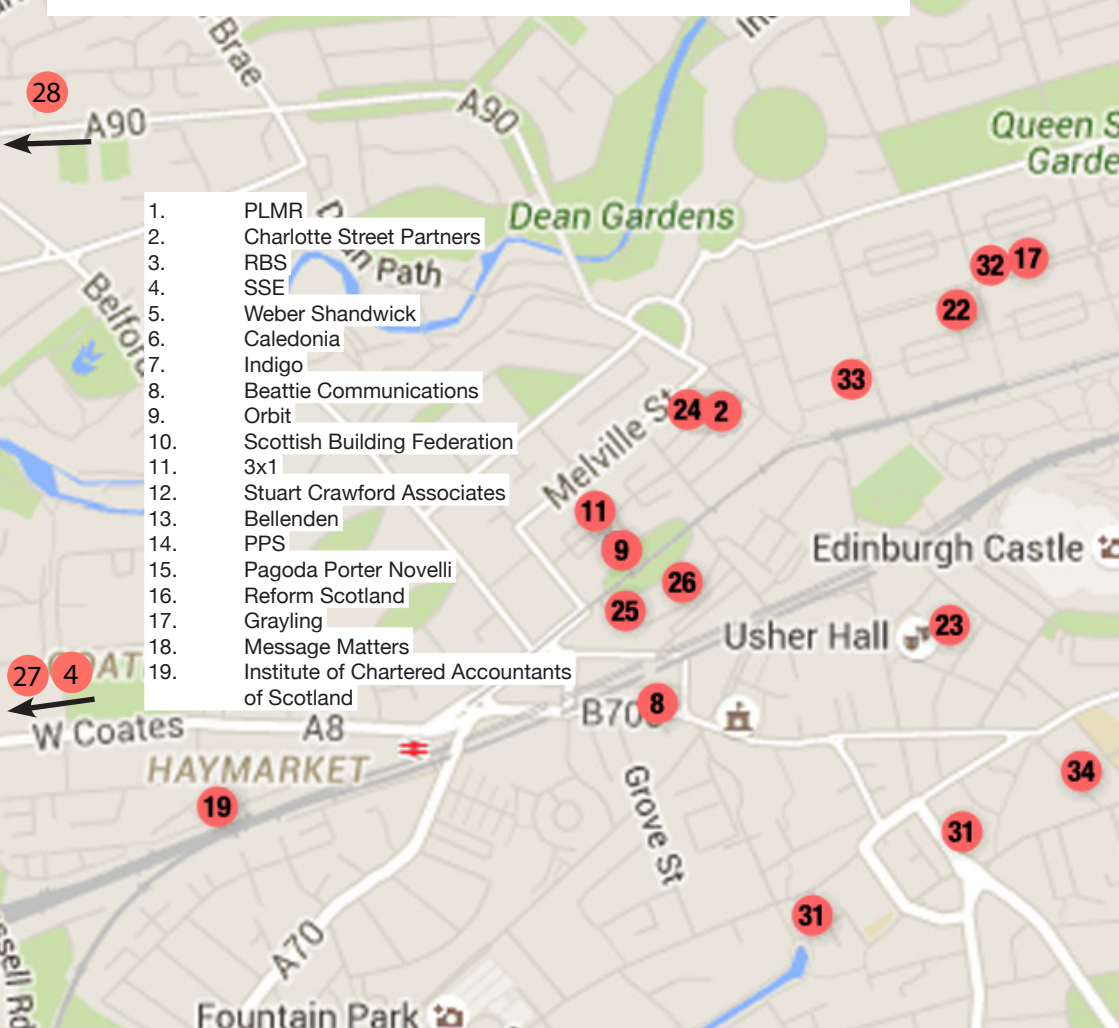 Brae
28
A90
A90
Queen S
Garde
Dean Gardens
Path
1. PLMR
2. Charlotte Street Partners
3. RBS
4. SSE
5. Weber Shandwick
6. Caledonia
7. Indigo
8. Beattie Communications
9. Orbit
10. Scottish Building Federation
11. 3x1
12. Stuart Crawford Associates
13. Bellenden
14. PPS
15. Pagoda Porter Novelli
16. Reform Scotland
17. Grayling
18. Message Matters
19. Institute of Chartered Accountants
of Scotland
32 17
22
33
24 2
Melville St
11
9
26
25
Edinburgh Castle
Usher Hall
23
27 4
W Coates
A8
B70
8
HAYMARKET
19
Grove St
34
31
31
A70
ssell Rd
Fountain Park